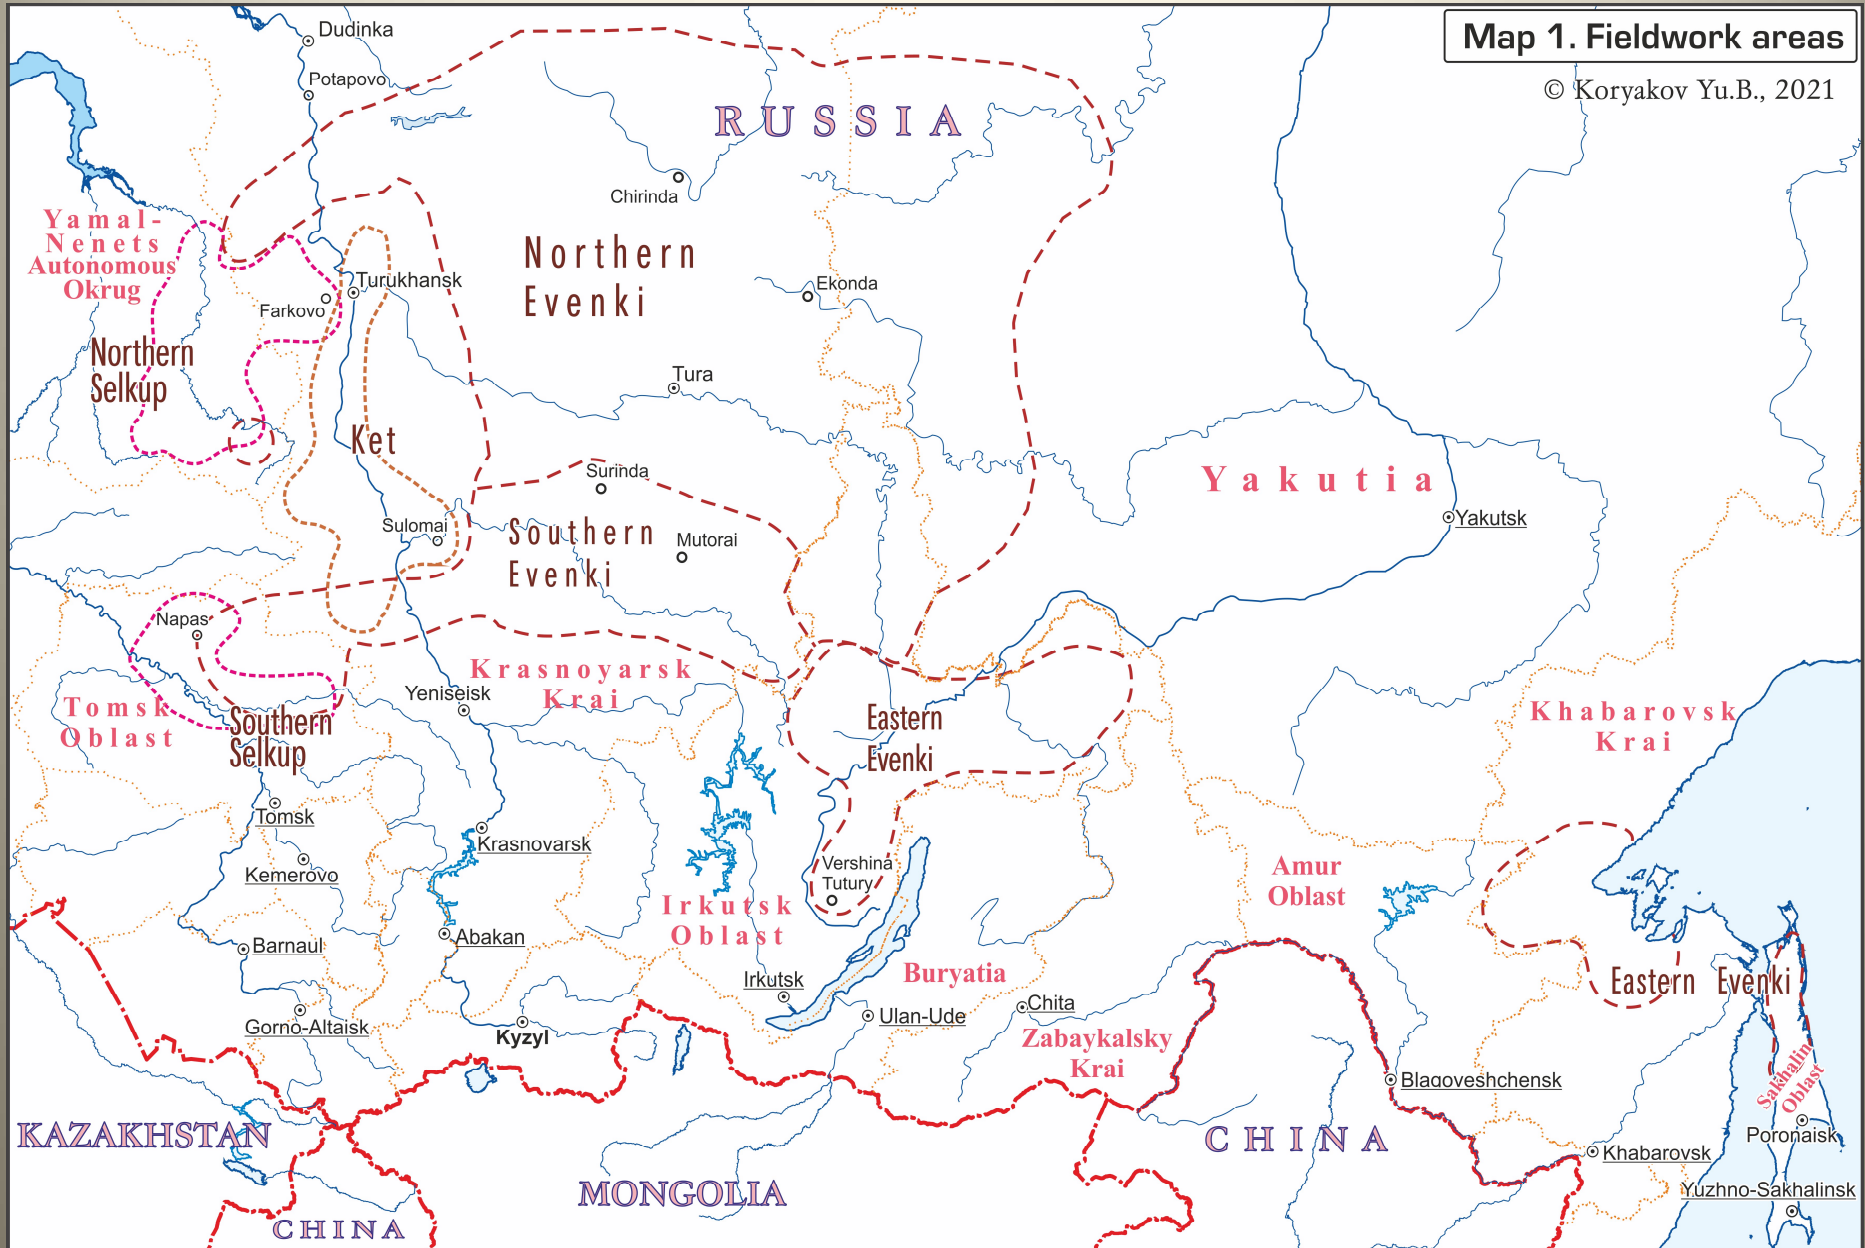 Map 1. Fieldwork areas
© Koryakov Yu.B., 2021
Dudinka
Potapovo
RUSSIA
Chirinda
Yamal-
Nenets
Autonomous
Okrug
Northern
Evenki
Turukhansk
Ekonda
Farkovo
Northern
Selkup
Tura
Ket
Surinda
Yakutia
Yakutsk
Sulomai
Southern
Evenki
Mutorai
Napas
Krasnoyarsk
Krai
Yeniseisk
Tomsk
Oblast
Southern
Selkup
Eastern
Evenki
Khabarovsk
Krai
Tomsk
Krasnovarsk
Kemerovo
Vershina
Tutury
Amur
Oblast
Irkutsk
Oblast
Abakan
Barnaul
Buryatia
Irkutsk
Eastern Evenki
Chita
Ulan-Ude
Gorno-Altaisk
Kyzyl
Zabaykalsky
Krai
Blagoveshchensk
Sakhalin
Oblast
KAZAKHSTAN
CHINA
Poronaisk
Khabarovsk
MONGOLIA
Yuzhno-Sakhalinsk
CHINA